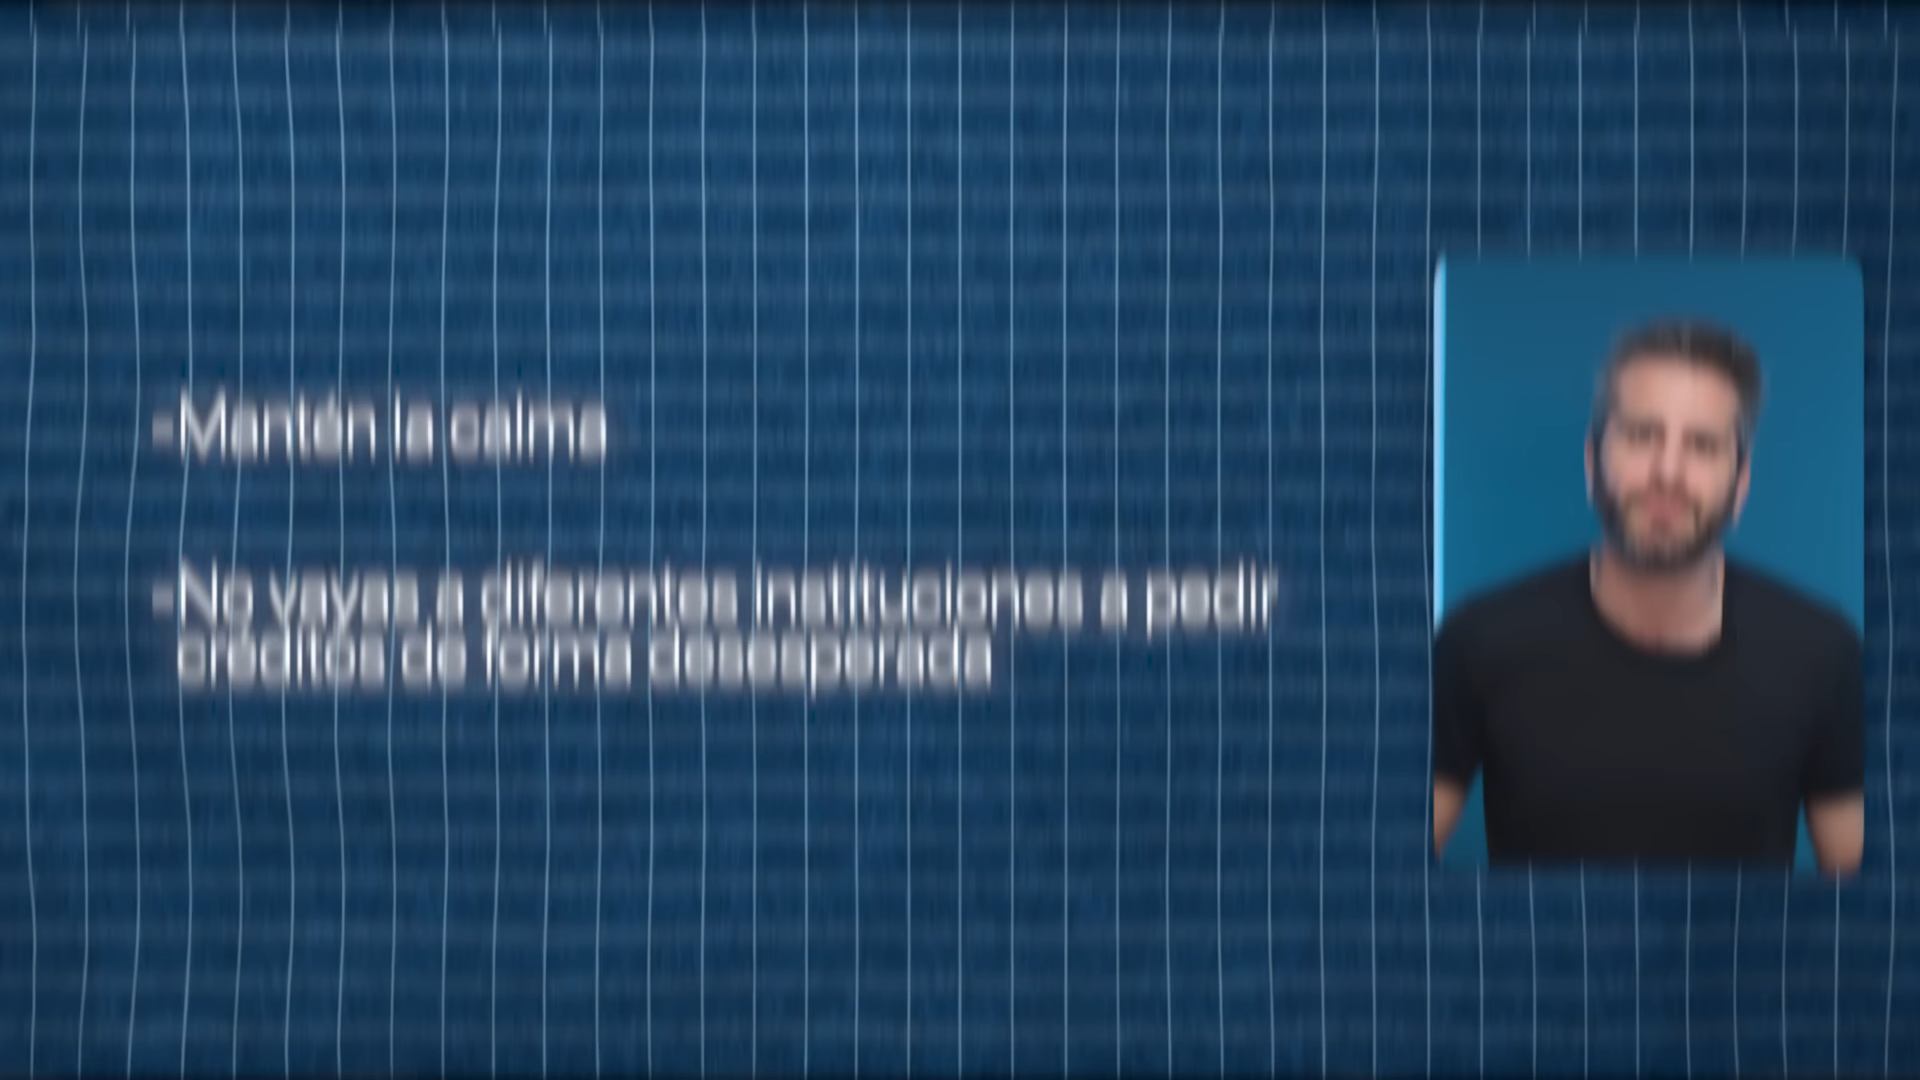 -Mantén la calma
-No vayas a diferentes instituciones a pedir
créditos de forma desesperada